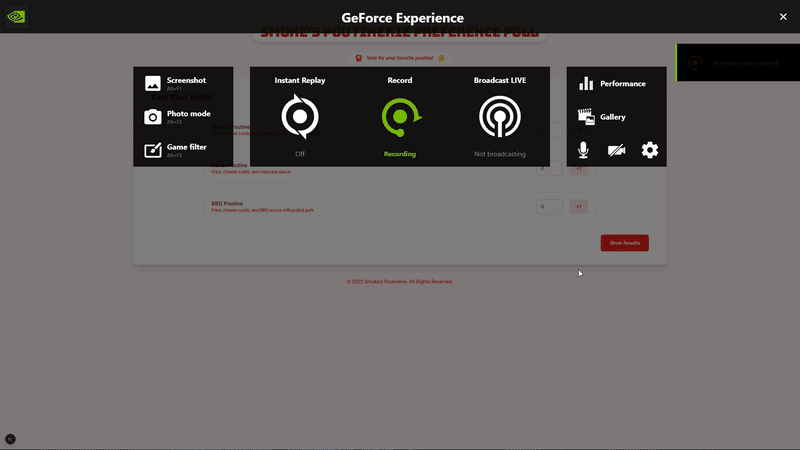 GeForce Experience
SMOKE'S POUTINERIE PREFERENCE POLL
Vote for your favorite poutine!
Screenshot
Alt+F1
Photo mode
Alt+F2
Game filter
Alt+F3
Instant Replay
Off
Record
Recording
Broadcast LIVE
Not broadcasting
Performance
Gallery
Recording has started
Poutine
Fries, cheese curds, and marinara sauce
0
+1
BBQ Poutine
Fries, cheese curds, and BBQ sauce with pulled pork
0
+1
Show Results
© 2025 Smoke's Poutinerie. All Rights Reserved.